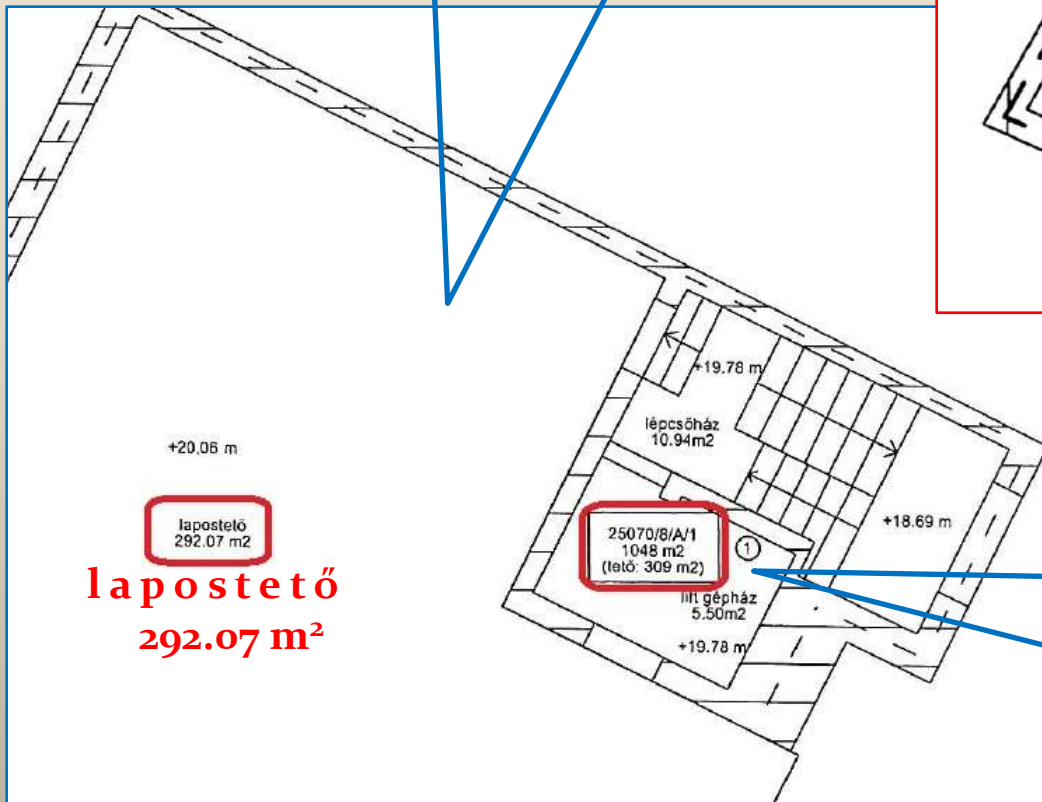 +19.78 m
lépcsőház
10.94m2
+20,06 m
lapostető
292.07 m2
lapostető
292.07 m²
25070/8/A/1
1048 m2
(tető: 309 m2)
1
+18.69 m
lift gépház
5.50m2
+19.78 m